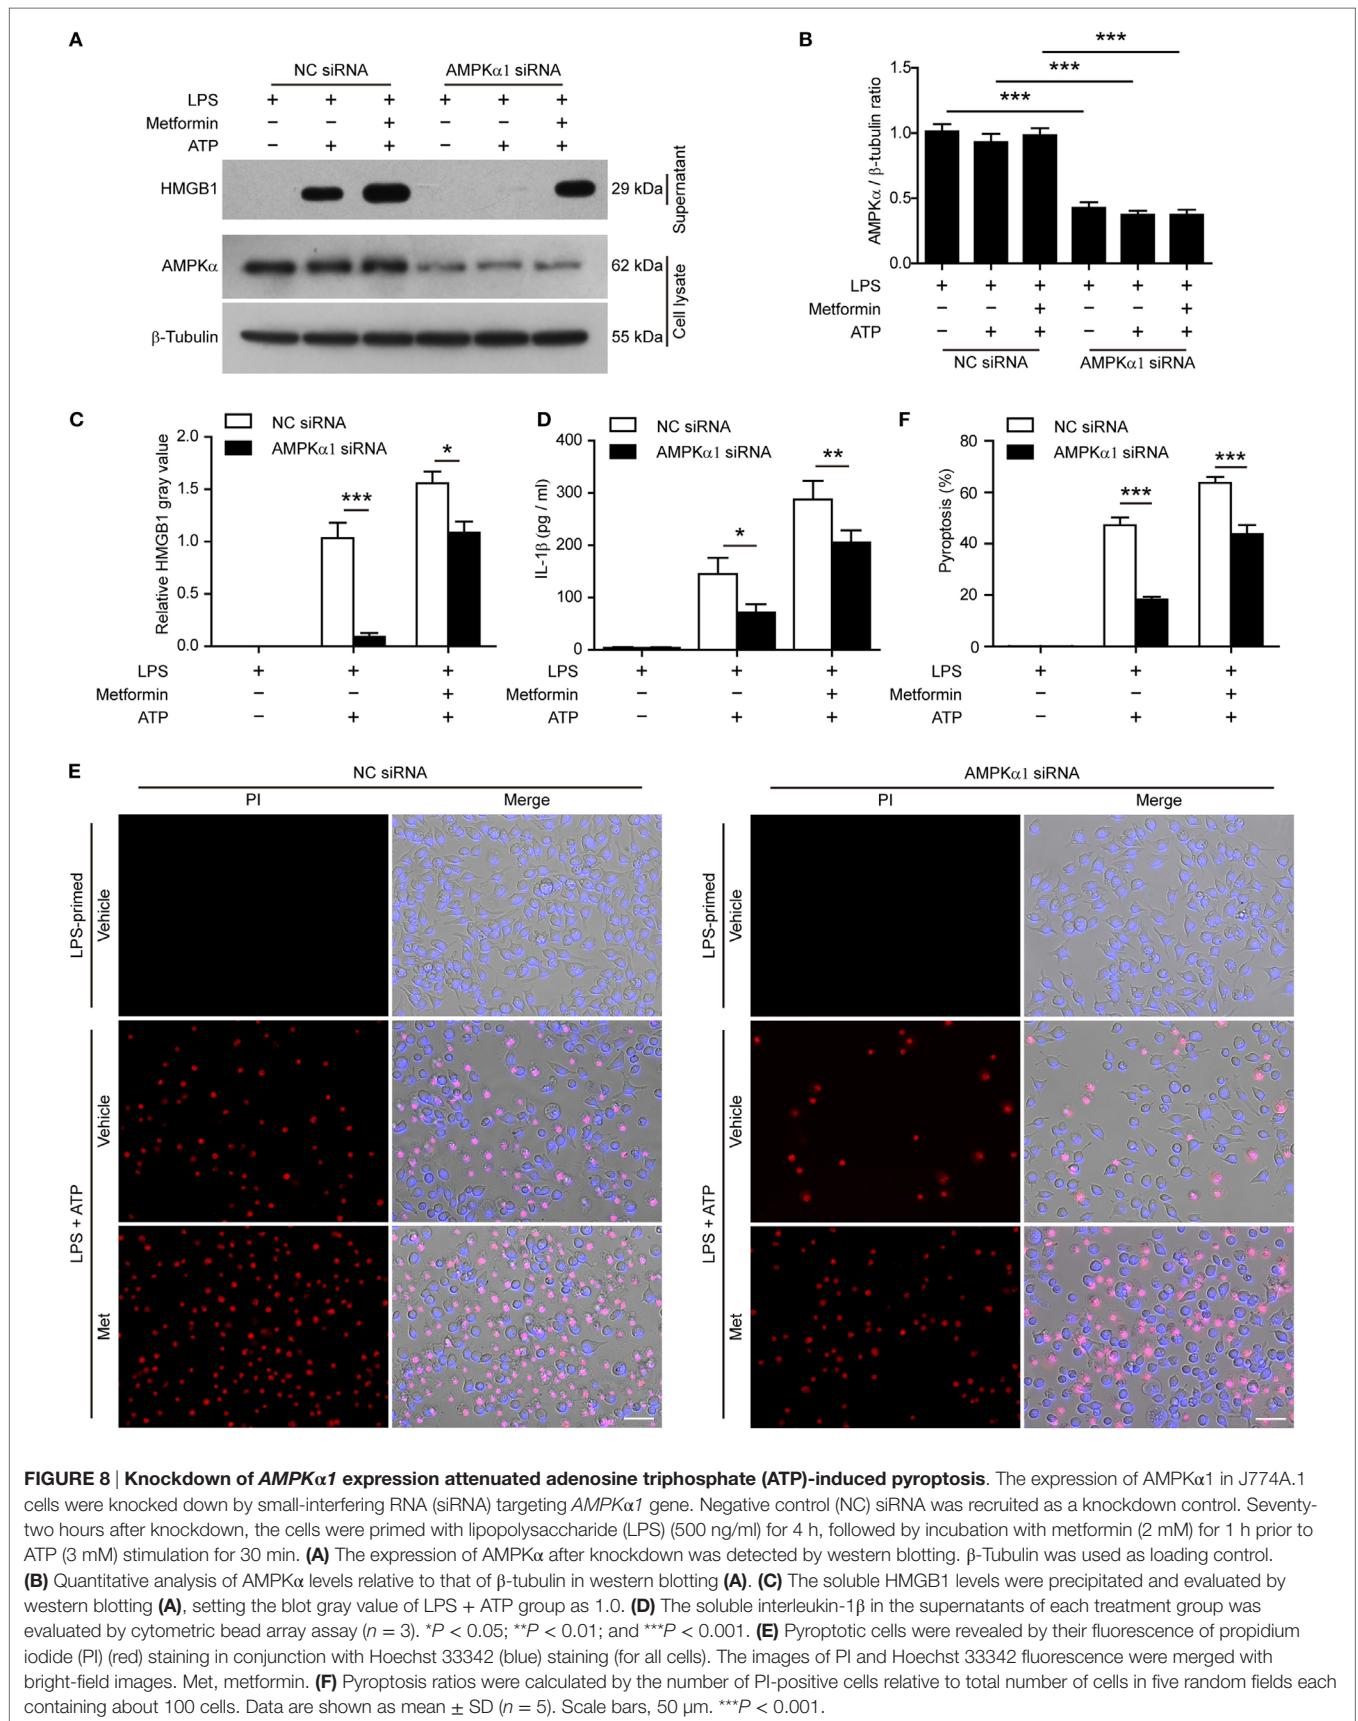 A
NC siRNA AMPKα1 siRNA
LPS + + + + + +
Metformin − − + − − +
ATP − + + − + +
HMGB1 29 kDa Supernatant
AMPKα 62 kDa
β-Tubulin 55 kDa Cell lysate
B
***
***
***
AMPKα / β-tubulin ratio
1.5
1.0
0.5
0.0
LPS + + + + + +
Metformin − − + − − +
ATP − + + − + +
NC siRNA AMPKα1 siRNA
C
NC siRNA
AMPKα1 siRNA
Relative HMGB1 gray value
2.0
1.5
1.0
0.5
0.0
*** *
LPS + + +
Metformin − − +
ATP − + +
D
NC siRNA
AMPKα1 siRNA
IL-1β (pg / ml)
400
300
200
100
0
* **
LPS + + +
Metformin − − +
ATP − + +
F
NC siRNA
AMPKα1 siRNA
Pyroptosis (%)
80
60
40
20
0
*** ***
LPS + + +
Metformin − − +
ATP − + +
E
NC siRNA
PI Merge
LPS-primed
Vehicle
LPS + ATP
Vehicle
Met
AMPKα1 siRNA
PI Merge
LPS-primed
Vehicle
LPS + ATP
Vehicle
Met
FIGURE 8 | Knockdown of AMPKα1 expression attenuated adenosine triphosphate (ATP)-induced pyroptosis. The expression of AMPKα1 in J774A.1
cells were knocked down by small-interfering RNA (siRNA) targeting AMPKα1 gene. Negative control (NC) siRNA was recruited as a knockdown control. Seventy-
two hours after knockdown, the cells were primed with lipopolysaccharide (LPS) (500 ng/ml) for 4 h, followed by incubation with metformin (2 mM) for 1 h prior to
ATP (3 mM) stimulation for 30 min. (A) The expression of AMPKα after knockdown was detected by western blotting. β-Tubulin was used as loading control.
(B) Quantitative analysis of AMPKα levels relative to that of β-tubulin in western blotting (A). (C) The soluble HMGB1 levels were precipitated and evaluated by
western blotting (A), setting the blot gray value of LPS + ATP group as 1.0. (D) The soluble interleukin-1β in the supernatants of each treatment group was
evaluated by cytometric bead array assay (n = 3). *P < 0.05; **P < 0.01; and ***P < 0.001. (E) Pyroptotic cells were revealed by their fluorescence of propidium
iodide (PI) (red) staining in conjunction with Hoechst 33342 (blue) staining (for all cells). The images of PI and Hoechst 33342 fluorescence were merged with
bright-field images. Met, metformin. (F) Pyroptosis ratios were calculated by the number of PI-positive cells relative to total number of cells in five random fields each
containing about 100 cells. Data are shown as mean ± SD (n = 5). Scale bars, 50 μm. ***P < 0.001.